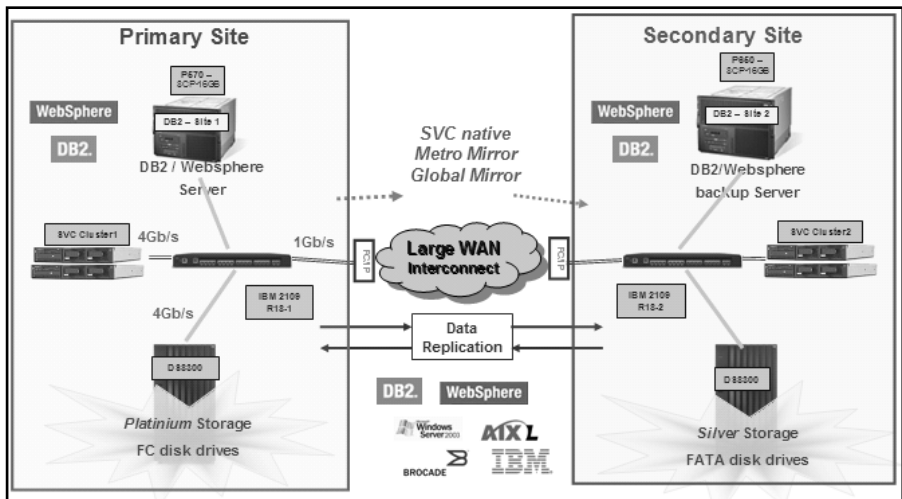 Primary Site
P570 –
SCP-16GB
WebSphere
DB2 – Site 1
DB2.
DB2 / Websphere
Server
SVC Cluster1
4Gb/s
1Gb/s
FCIP
IBM 2109
R18-1
4Gb/s
DS8300
Platinium Storage
FC disk drives
SVC native
Metro Mirror
Global Mirror
Large WAN
Interconnect
Data
Replication
DB2.
WebSphere
Windows
Server 2003
AIX L
BROCADE
IBM.
Secondary Site
SCP-16GB
WebSphere
DB2 – Site 2
DB2.
DB2/Websphere
backup Server
FCIP
SVC Cluster2
IBM 2109
R18-2
DS8300
Silver Storage
FATA disk drives